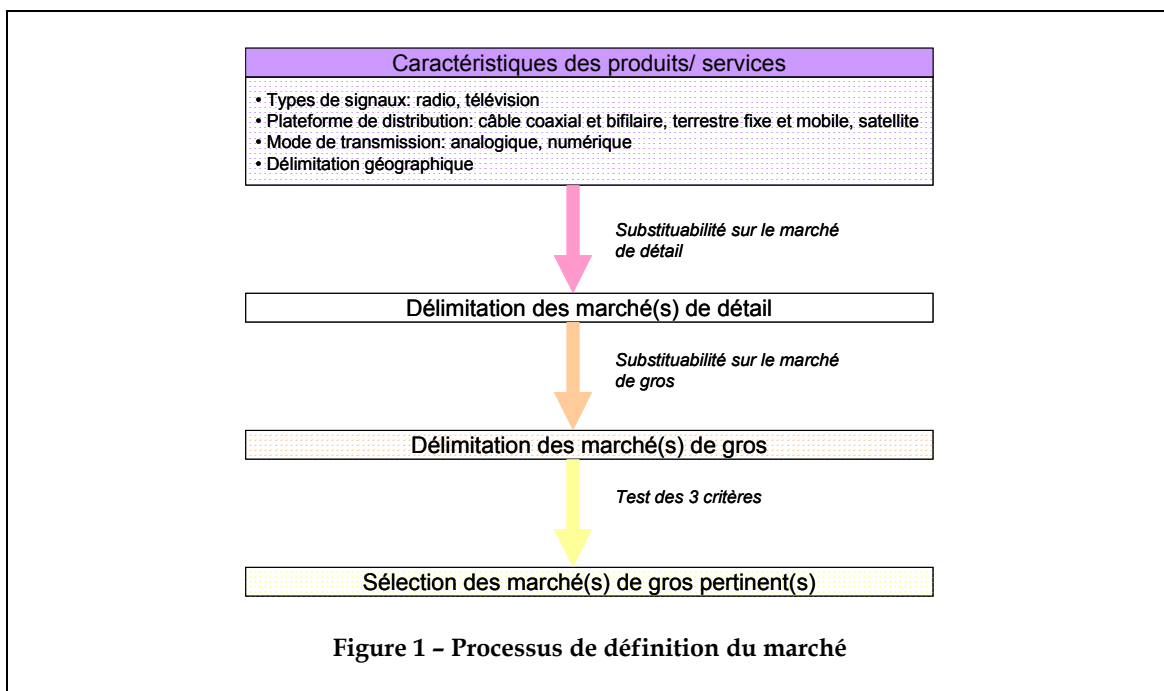 Caractéristiques des produits/ services
• Types de signaux: radio, télévision
• Plateforme de distribution: câble coaxial et bifilaire, terrestre fixe et mobile, satellite
• Mode de transmission: analogique, numérique
• Délimitation géographique
Substituabilité sur le marché
de détail
Délimitation des marché(s) de détail
Substituabilité sur le marché
de gros
Délimitation des marché(s) de gros
Test des 3 critères
Sélection des marché(s) de gros pertinent(s)
Figure 1 – Processus de définition du marché